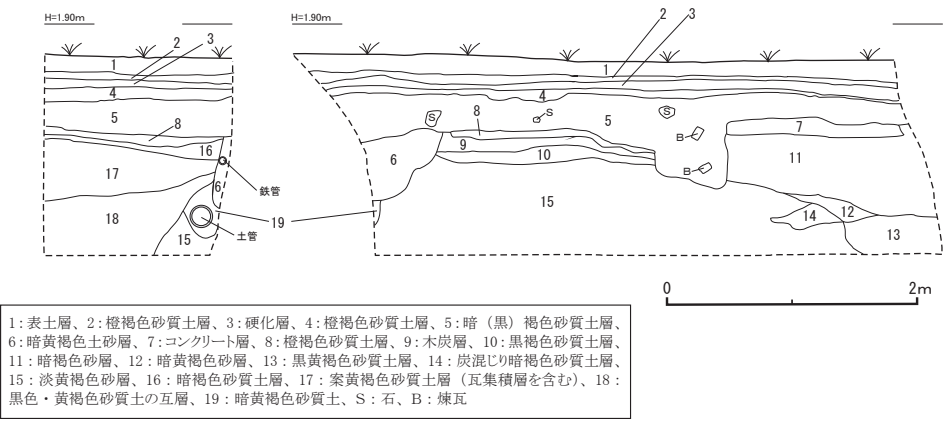 H=1.90m
H=1.90m
2
3
1
4
5
8
16
17
6
鉄管
18
19
15
土管
2
3
1
4
S
S
8
5
S
B
7
9
6
10
11
B
15
14
12
13
0
2m
1：表土層、2：橙褐色砂質土層、3：硬化層、4：橙褐色砂質土層、5：暗（黒）褐色砂質土層、
6：暗黄褐色土砂層、7：コンクリート層、8：橙褐色砂質土層、9：木炭層、10：黒褐色砂質土層、
11：暗褐色砂層、12：暗黄褐色砂層、13：黒黄褐色砂質土層、14：炭混じり暗褐色砂質土層、
15：淡黄褐色砂層、16：暗褐色砂質土層、17：案黄褐色砂質土層（瓦集積層を含む）、18：
黒色・黄褐色砂質土の互層、19：暗黄褐色砂質土、S：石、B：煉瓦